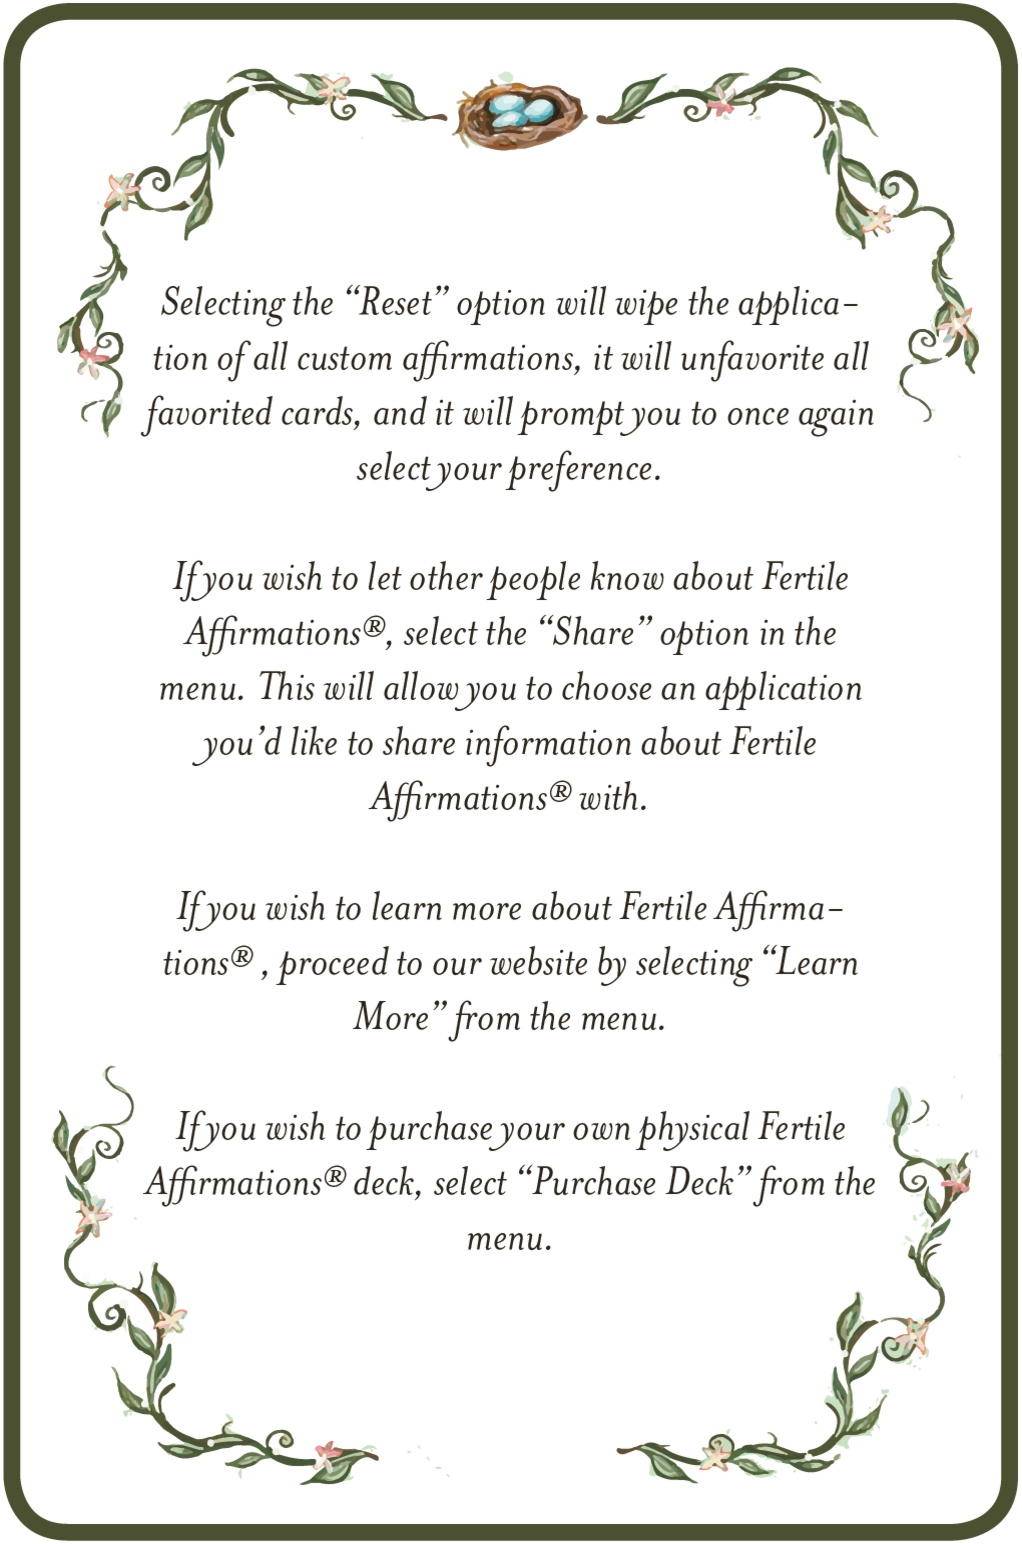 Selecting the “Reset” option will wipe the applica-
tion of all custom affirmations, it will unfavorite all
favorited cards, and it will prompt you to once again
select your preference.
If you wish to let other people know about Fertile
Affirmations®, select the “Share” option in the
menu. This will allow you to choose an application
you’d like to share information about Fertile
Affirmations® with.
If you wish to learn more about Fertile Affirma-
tions® , proceed to our website by selecting “Learn
More” from the menu.
If you wish to purchase your own physical Fertile
Affirmations® deck, select “Purchase Deck” from the
menu.